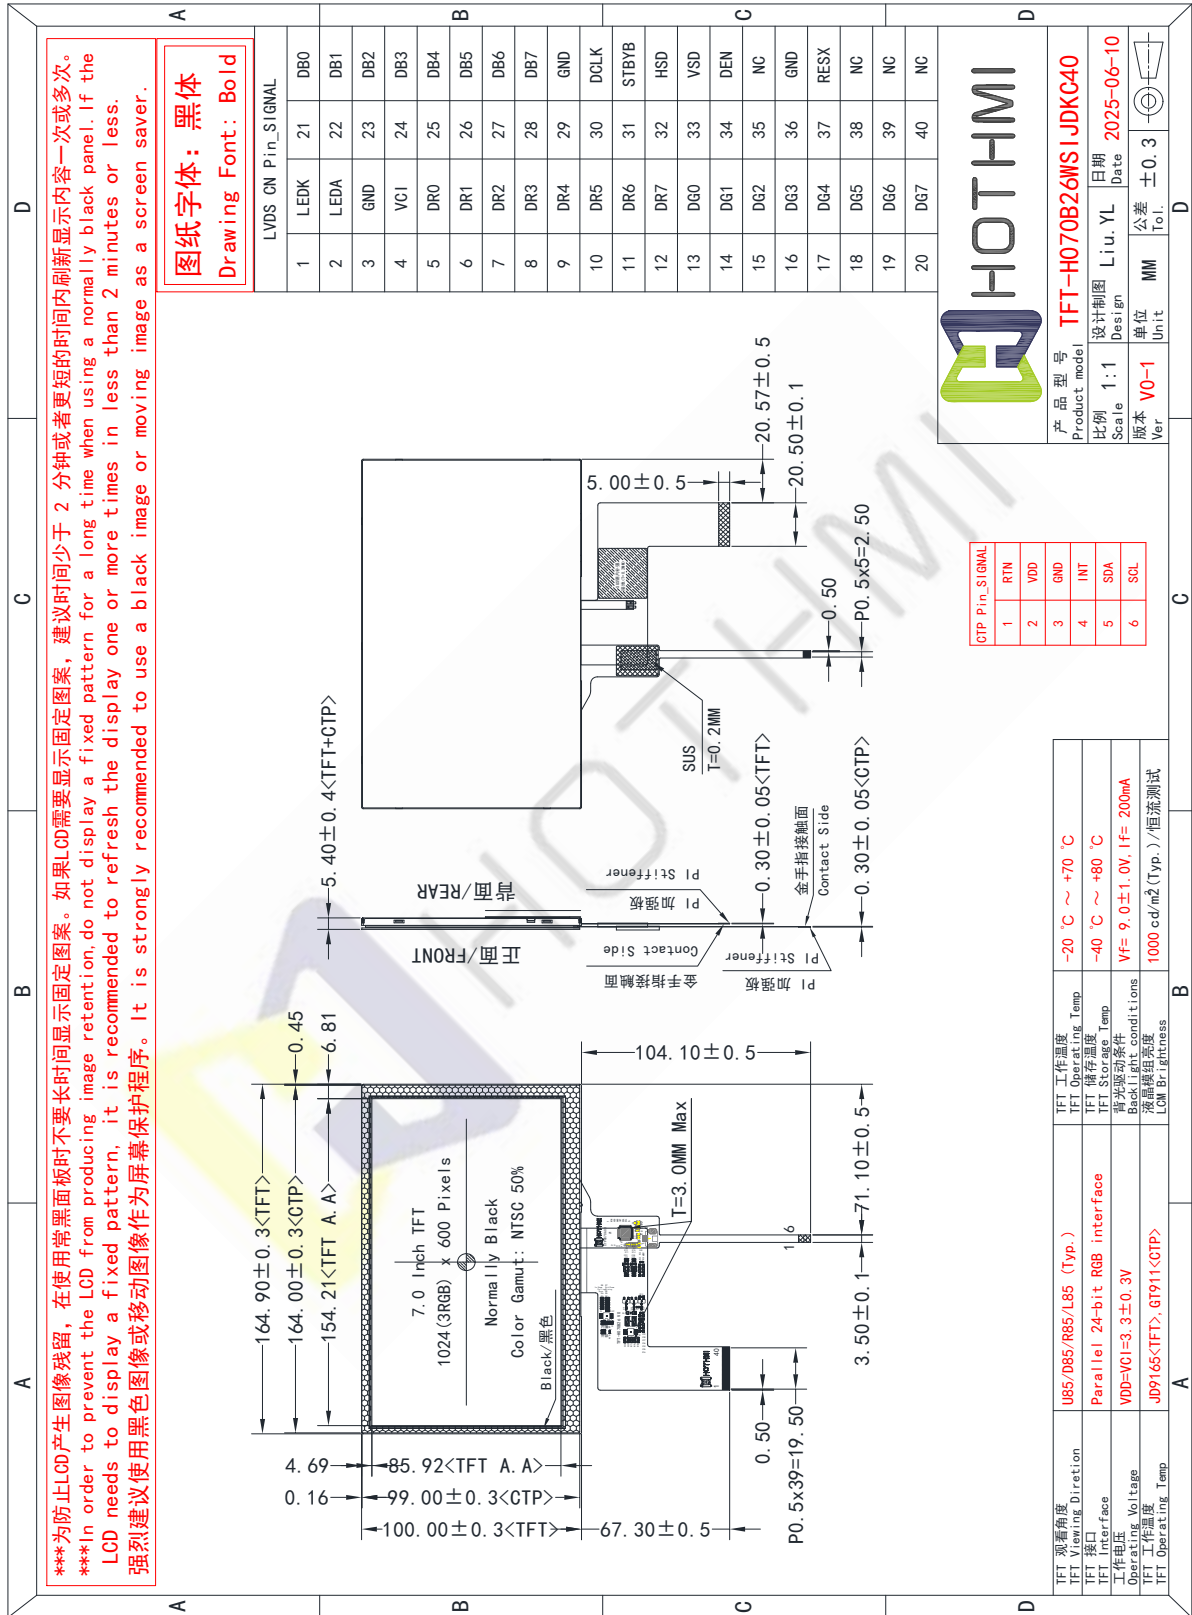 ***为防止LCD产生图像残留，在使用常黑面板时不要长时间显示固定图案。如果LCD需要显示固定图案，建议时间少于 2 分钟或者更短的时间内刷新显示内容一次或多次。
***In order to prevent the LCD from producing image retention,do not display a fixed pattern for a long time when using a normally black panel.If the
LCD needs to display a fixed pattern, it is recommended to refresh the display one or more times in less than 2 minutes or less.
强烈建议使用黑色图像或移动图像作为屏幕保护程序。It is strongly recommended to use a black image or moving image as a screen saver.
图纸字体：黑体
Drawing Font: Bold
LVDS CN Pin_SIGNAL
1 LEDK 21 DB0
2 LEDA 22 DB1
3 GND 23 DB2
4 VCI 24 DB3
5 DR0 25 DB4
6 DR1 26 DB5
7 DR2 27 DB6
8 DR3 28 DB7
9 DR4 29 GND
10 DR5 30 DCLK
11 DR6 31 STBYB
12 DR7 32 HSD
13 DG0 33 VSD
14 DG1 34 DEN
15 DG2 35 NC
16 DG3 36 GND
17 DG4 37 RESX
18 DG5 38 NC
19 DG6 39 NC
20 DG7 40 NC
A
B
C
D
A
B
C
D
A
B
C
D
A
B
C
D
164.90±0.3<TFT>
164.00±0.3<CTP>
0.45
154.21<TFT A.A>
6.81
4.69
85.92<TFT A.A>
0.16
99.00±0.3<CTP>
100.00±0.3<TFT>
67.30±0.5
7.0 Inch TFT
1024(3RGB) x 600 Pixels
Normally Black
Color Gamut: NTSC 50%
Black/黑色
104.10±0.5
T=3.0MM Max
HOTHMI
1 40
1 6
0.50
P0.5x39=19.50
3.50±0.1
71.10±0.5
5.40±0.4<TFT+CTP>
正面/FRONT
背面/REAR
金手指接触面
Contact Side
PI 加强板
PI Stiffener
PI 加强板
PI Stiffener
0.30±0.05<TFT>
金手指接触面
Contact Side
0.30±0.05<CTP>
SUS
T=0.2MM
5.00±0.5
20.57±0.5
20.50±0.1
0.50
P0.5x5=2.50
CTP Pin_SIGNAL
1 RTN
2 VDD
3 GND
4 INT
5 SDA
6 SCL
TFT 观看角度
TFT Viewing Diretion
U85/D85/R85/L85 (Typ.)
TFT 接口
TFT Interface
Parallel 24-bit RGB interface
工作电压
Operating Voltage
VDD=VCI=3.3±0.3V
TFT 工作温度
TFT Operating Temp
JD9165<TFT>,GT911<CTP>
TFT 工作温度
TFT Operating Temp
-20 ℃ ～ +70 ℃
TFT 储存温度
TFT Storage Temp
-40 ℃ ～ +80 ℃
背光驱动条件
Backlight conditions
Vf= 9.0±1.0V,If= 200mA
液晶模组亮度
LCM Brightness
1000 cd/m2(Typ.)/恒流测试
HOTHMI
产 品 型 号
Product model
TFT-H070B26WSIJDKC40
比例
Scale
1:1
设计制图
Design
Liu.YL
日期
Date
2025-06-10
版本
Ver
V0-1
单位
Unit
MM
公差
Tol.
±0.3
HOTHMI